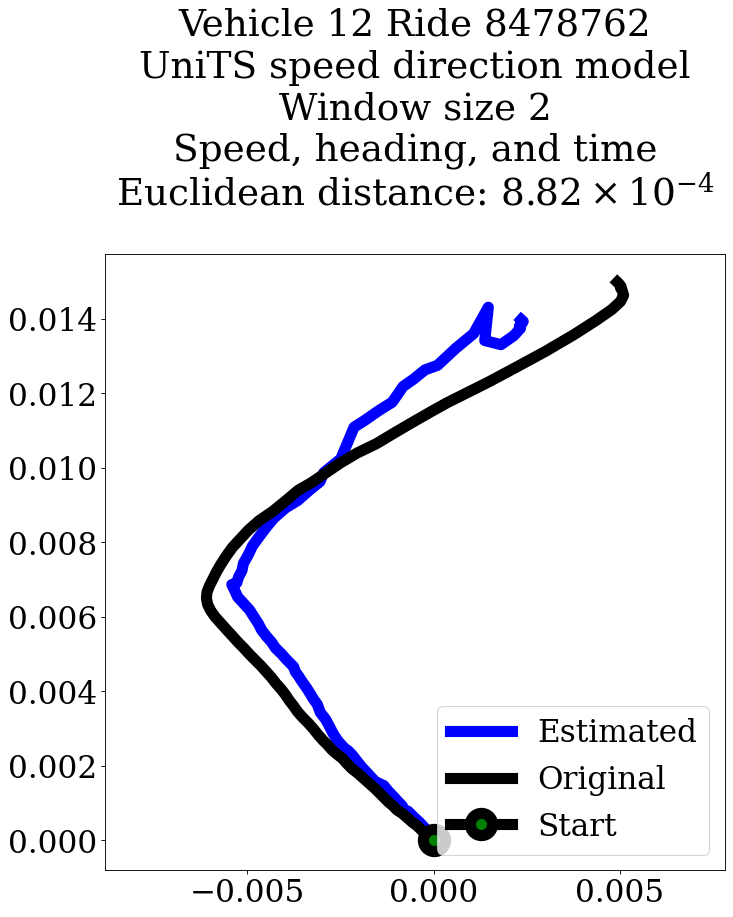 Vehicle 12 Ride 8478762
UniTS speed direction model
Window size 2
Speed, heading, and time
Euclidean distance: 8.82 × 10⁻⁴
0.014
0.012
0.010
0.008
0.006
0.004
0.002
0.000
−0.005 0.000 0.005
Estimated
Original
Start